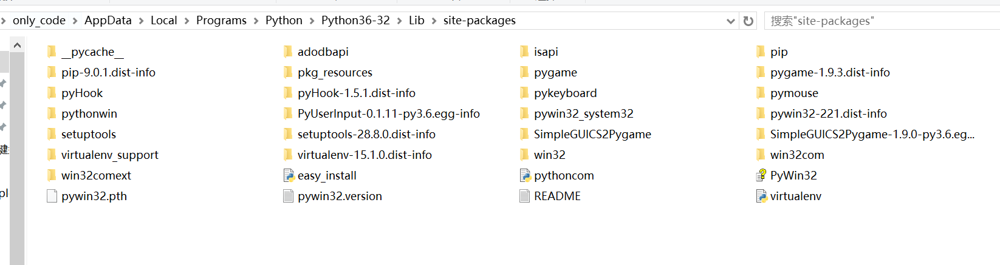 only_code > AppData > Local > Programs > Python > Python36-32 > Lib > site-packages 搜索"site-packages"
__pycache__ adodbapi isapi pip
pip-9.0.1.dist-info pkg_resources pygame pygame-1.9.3.dist-info
pyHook pyHook-1.5.1.dist-info pykeyboard pymouse
pythonwin PyUserInput-0.1.11-py3.6.egg-info pywin32_system32 pywin32-221.dist-info
setuptools setuptools-28.8.0.dist-info SimpleGUICS2Pygame SimpleGUICS2Pygame-1.9.0-py3.6.eg...
virtualenv_support virtualenv-15.1.0.dist-info win32 win32com
win32comext easy_install pythoncom PyWin32
pywin32.pth pywin32.version README virtualenv